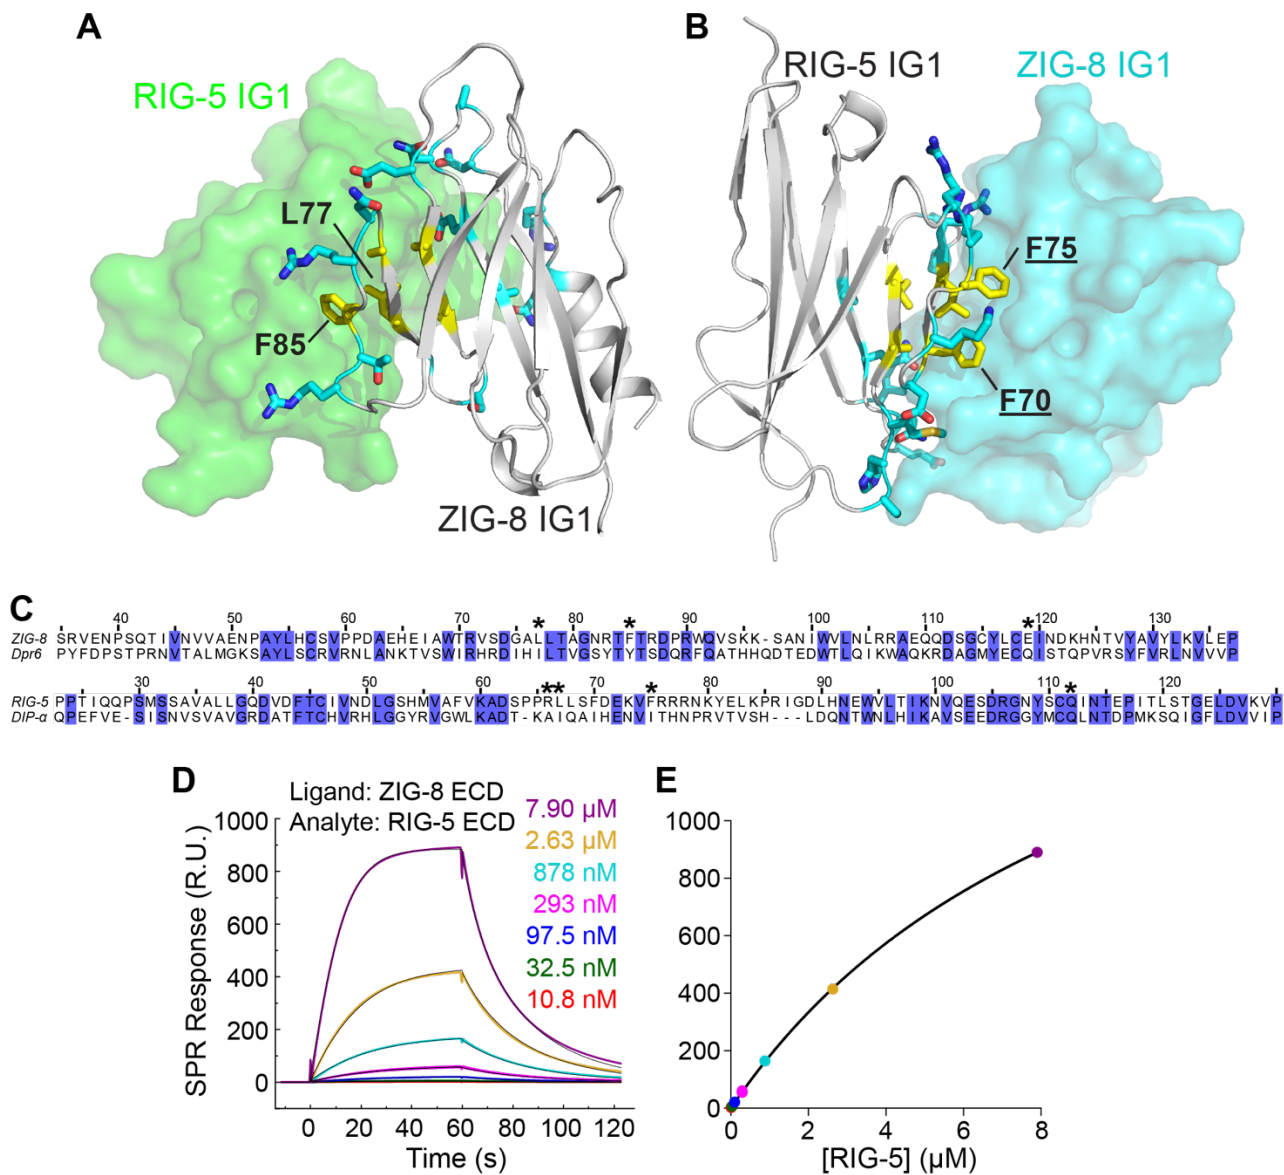 A
B
RIG-5 IG1
ZIG-8 IG1
RIG-5 IG1
ZIG-8 IG1
L77
F85
F75
F70
C
40 50 60 70 * 80 * 90 100 110 * 120 130
ZIG-8 SRVENPSQTIVNVVAENPAYLHCSVPPDAEHEIAWTRVSDGALLTAGNRTFTRDPRWQVSKK-SANIWVLNLRRAEQQDSGCYLCEINDKHNTVYAVYLKVLEP
Dpr6 PYFDPSTPRNVTALMGKSAYLSCRVRNLANKTVSWIRHRDIHILTVGSYTYTSDQRFQATHHQDTEDWTLQIKWAQKRDAGMYECQISTQPVRSYFVRLNVVVP
30 40 50 60 ** 70 * 80 90 100 110 * 120 130
RIG-5 PPTIQQPSMSSAVALLGQDVDFTCIVNDLGSHMVAFVKADSPPRLLSFDEKVFRRRNKYELKPRIGDLHNEWVLTIKNVQESDRGNYSCQINTEPITLSTGELDVKVP
DIP-α QPEFVE-SISNVSVAVGRDATFTCHVRHLGGYRVGWLKADT-KAIQAIHENVITHNPRVTVSH---LDQNTWNLHIKAVSEEDRGGYMCQLNTDPMKSQIGFLDVVIP
D
Ligand: ZIG-8 ECD
Analyte: RIG-5 ECD
7.90 µM
2.63 µM
878 nM
293 nM
97.5 nM
32.5 nM
10.8 nM
SPR Response (R.U.)
1000
800
600
400
200
0
0 20 40 60 80 100 120
Time (s)
E
1000
800
600
400
200
0
0 2 4 6 8
[RIG-5] (µM)